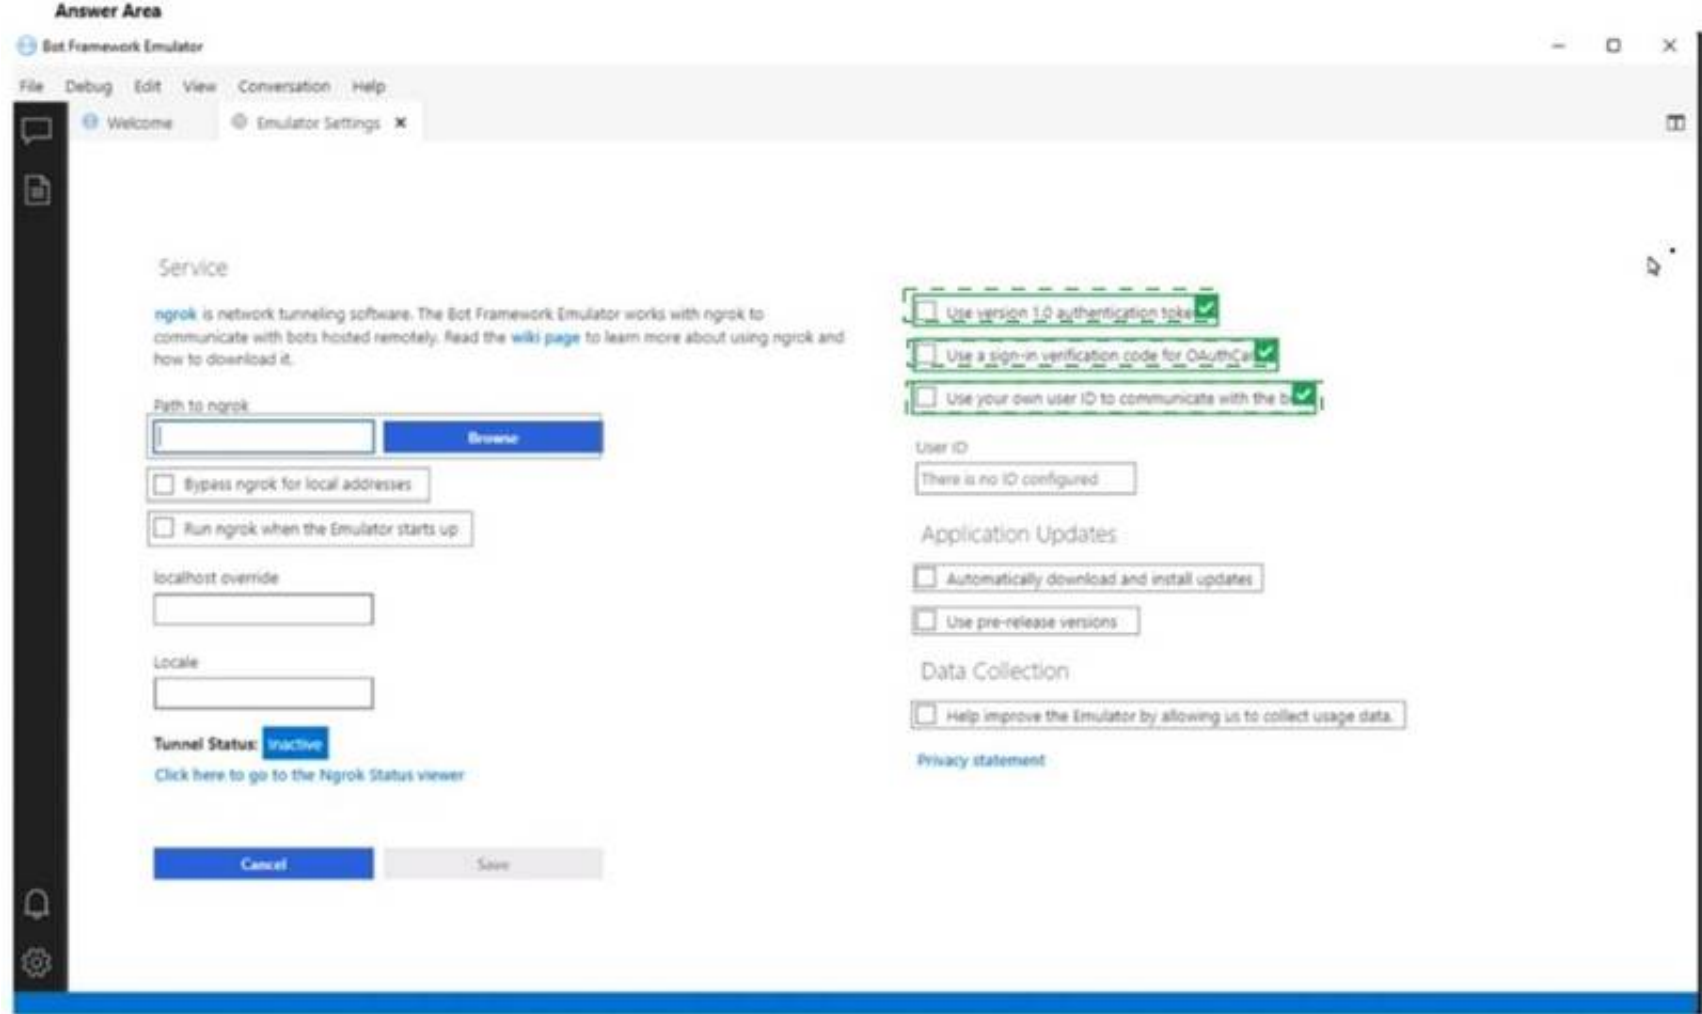 Answer Area
Bot Framework Emulator
File Debug Edit View Conversation Help
Welcome Emulator Settings
Service
ngrok is network tunneling software. The Bot Framework Emulator works with ngrok to
communicate with bots hosted remotely. Read the wiki page to learn more about using ngrok and
how to download it.
Path to ngrok
Browse
Bypass ngrok for local addresses
Run ngrok when the Emulator starts up
localhost override
Locale
Tunnel Status: Inactive
Click here to go to the Ngrok Status viewer
Cancel Save
Use version 1.0 authentication
Use a sign-in verification code for
Use your own user ID to communicate with the
User ID
There is no ID configured
Application Updates
Automatically download and install updates
Use pre-release versions
Data Collection
Help improve the Emulator by allowing us to collect usage data.
Privacy statement